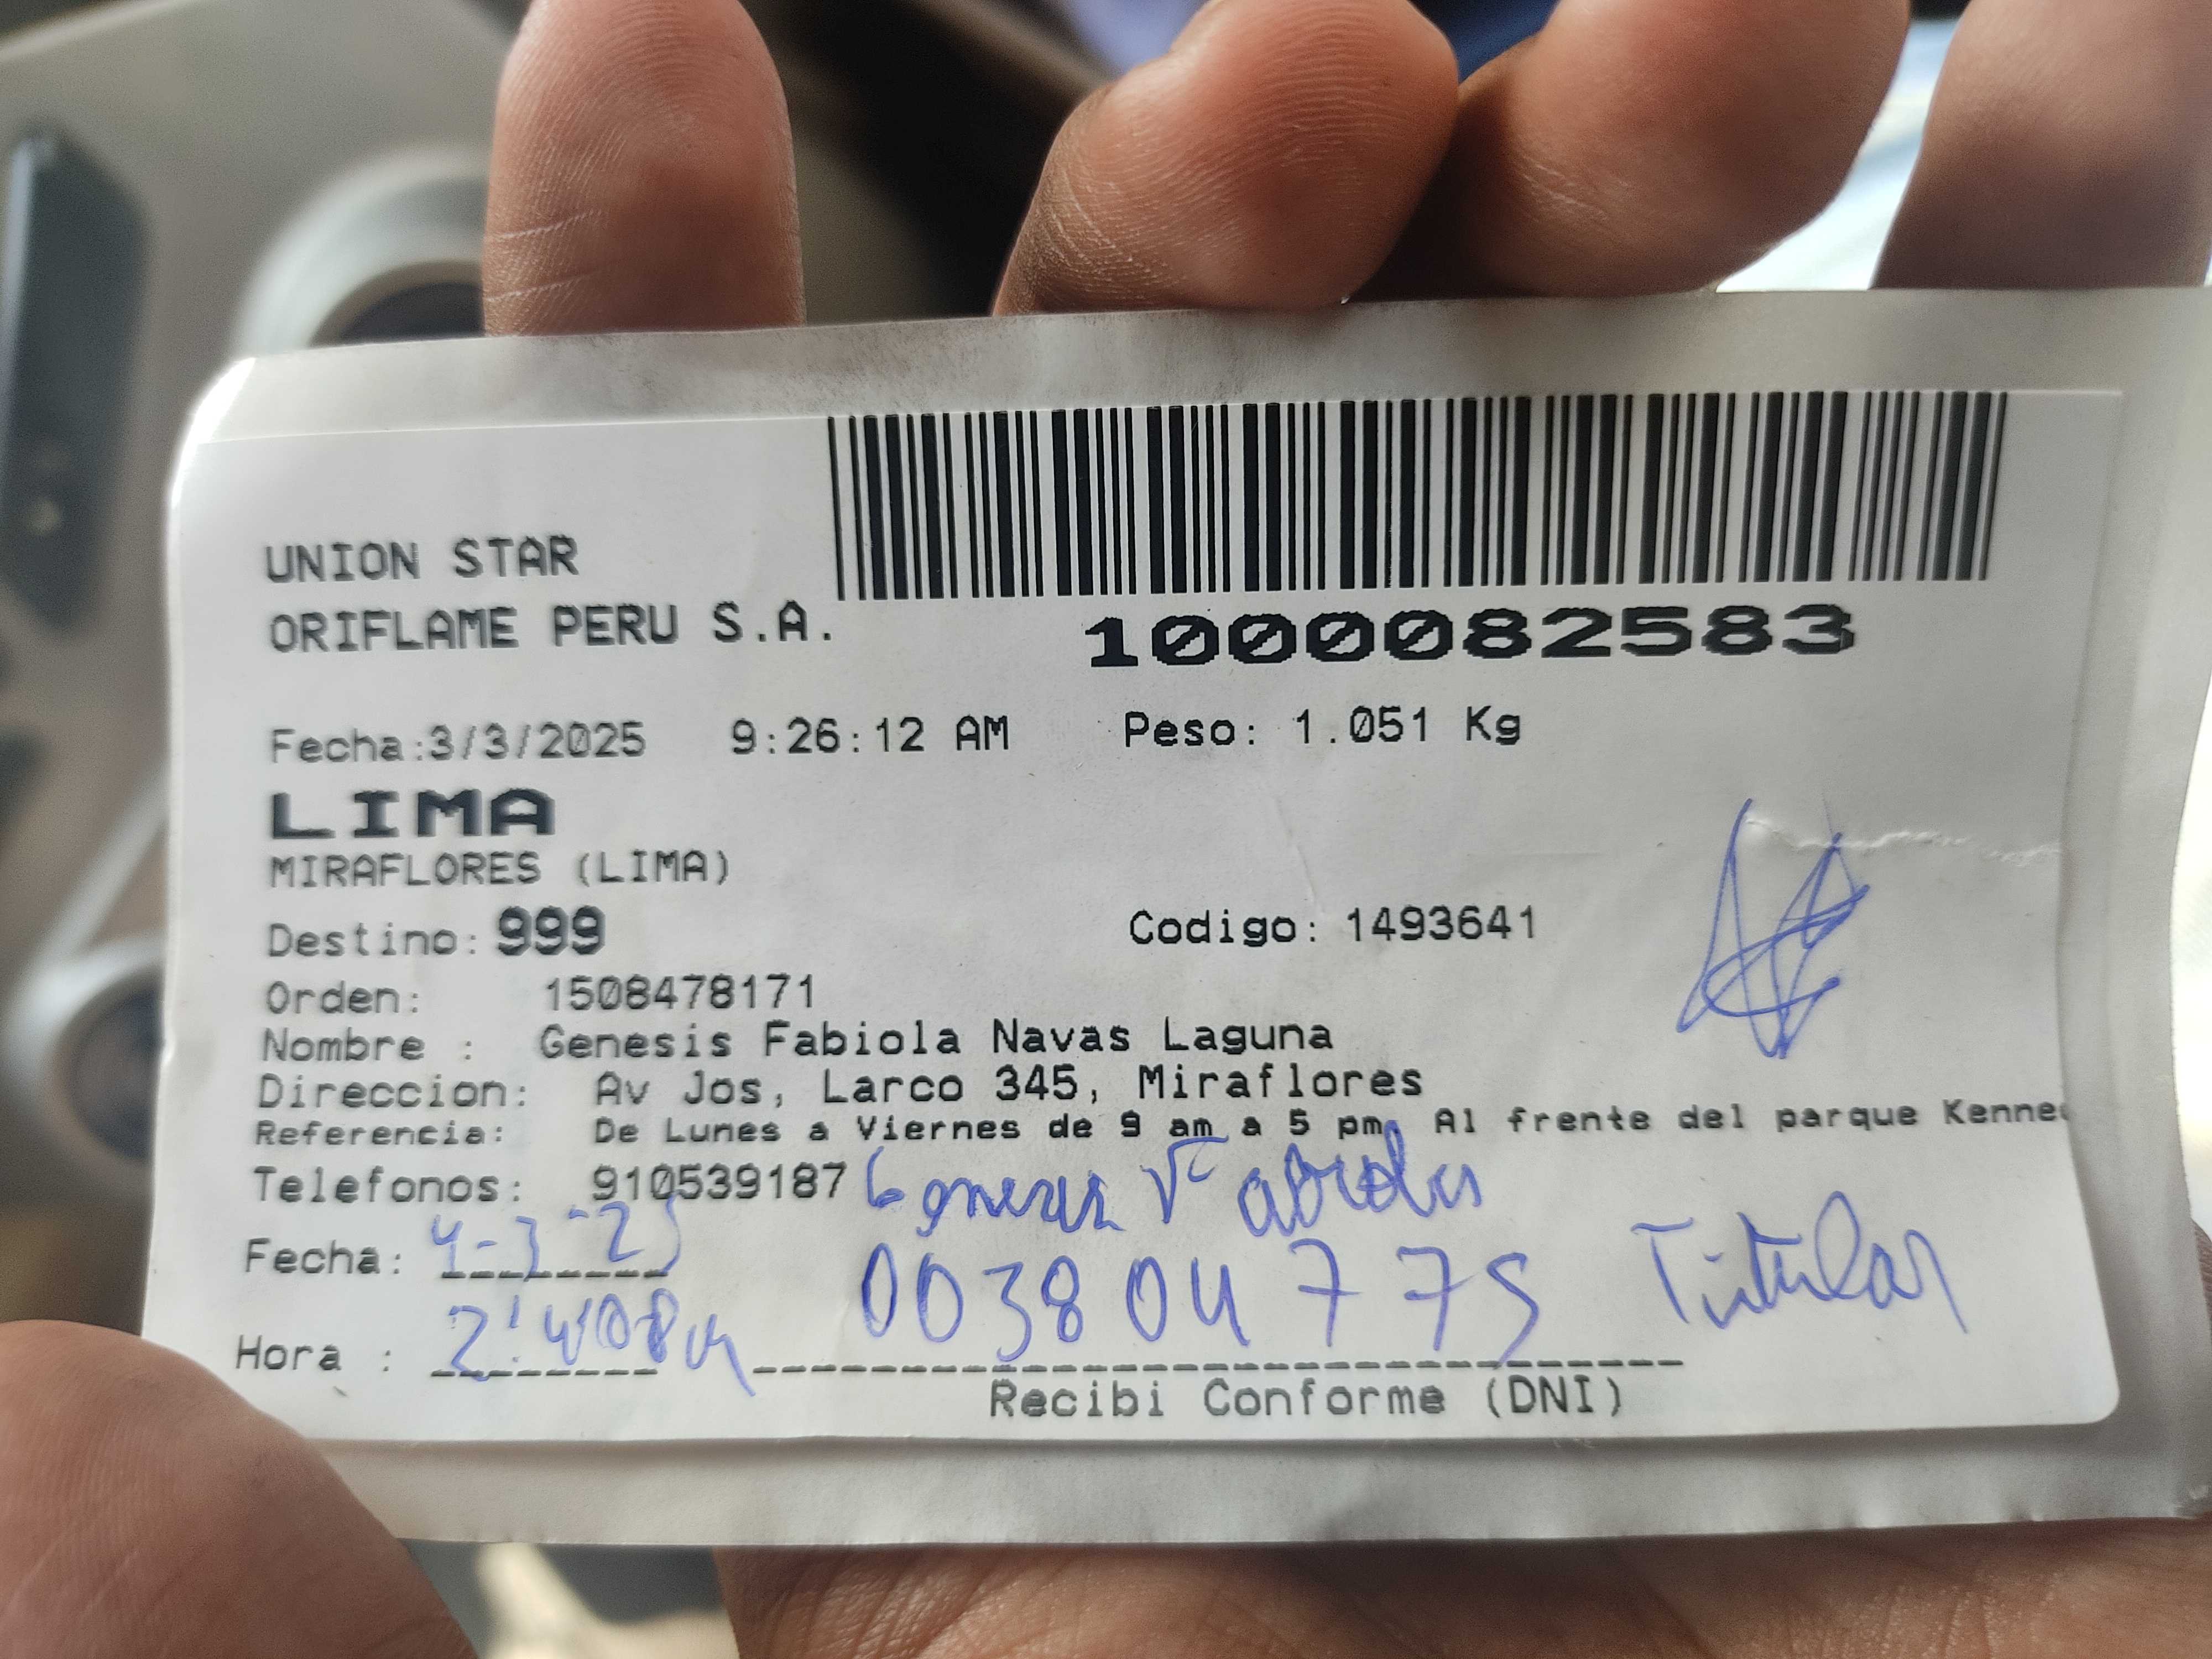 UNION STAR
ORIFLAME PERU S.A.
1000082583
Fecha:3/3/2025 9:26:12 AM Peso: 1.051 Kg
LIMA
MIRAFLORES (LIMA)
Destino: 999 Codigo: 1493641
Orden: 1508478171
Nombre : Genesis Fabiola Navas Laguna
Direccion: Av Jos, Larco 345, Miraflores
Referencia: De Lunes a Viernes de 9 am a 5 pm. Al frente del parque Kenne
Telefonos: 910539187 Genesis Fabiola
Fecha: 4-3-25 003804775 Titular
Hora :
Recibi Conforme (DNI)